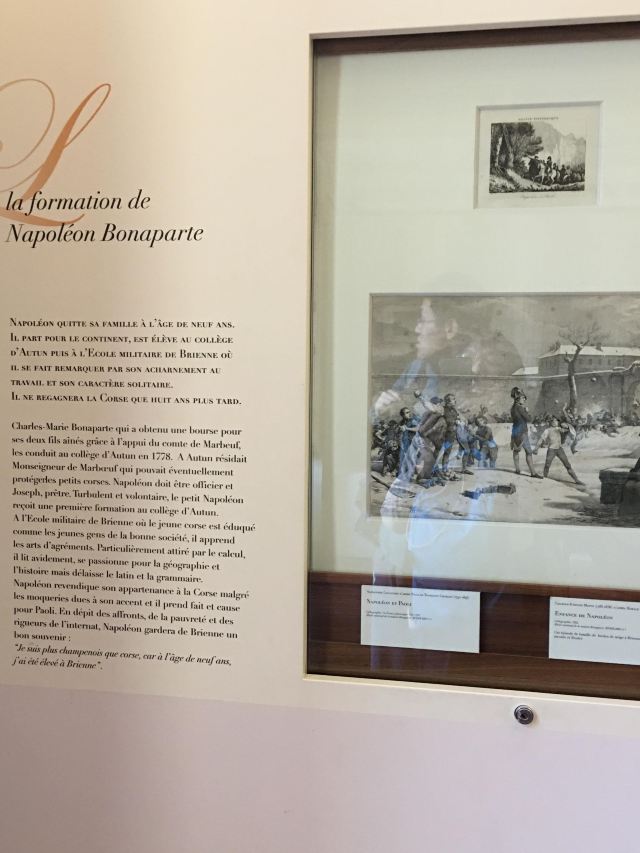 la formation de
Napoléon Bonaparte
Napoléon quitte sa famille à l'âge de neuf ans.
Il part pour le continent, est élève au collège
d'Autun puis à l'Ecole militaire de Brienne où
il se fait remarquer par son acharnement au
travail et son caractère solitaire.
Il ne regagnera la Corse que huit ans plus tard.
Charles-Marie Bonaparte qui a obtenu une bourse pour
ses deux fils aînés grâce à l'appui du comte de Marbeuf,
les conduit au collège d'Autun en 1778. A Autun résidait
Monseigneur de Marbœuf qui pouvait éventuellement
protégerles petits corses. Napoléon doit être officier et
Joseph, prêtre. Turbulent et volontaire, le petit Napoléon
reçoit une première formation au collège d'Autun.
A l'Ecole militaire de Brienne où le jeune corse est éduqué
comme les jeunes gens de la bonne société, il apprend
les arts d'agréments. Particulièrement attiré par le calcul,
il lit avidement, se passionne pour la géographie et
l'histoire mais délaisse le latin et la grammaire.
Napoléon revendique son appartenance à la Corse malgré
les moqueries dues à son accent et il prend fait et cause
pour Paoli. En dépit des affronts, de la pauvreté et des
rigueurs de l'internat, Napoléon gardera de Brienne un
bon souvenir :
"Je suis plus champenois que corse, car à l'âge de neuf ans,
j'ai été élevé à Brienne".
Napoléon et Paoli
Enfance de Napoléon